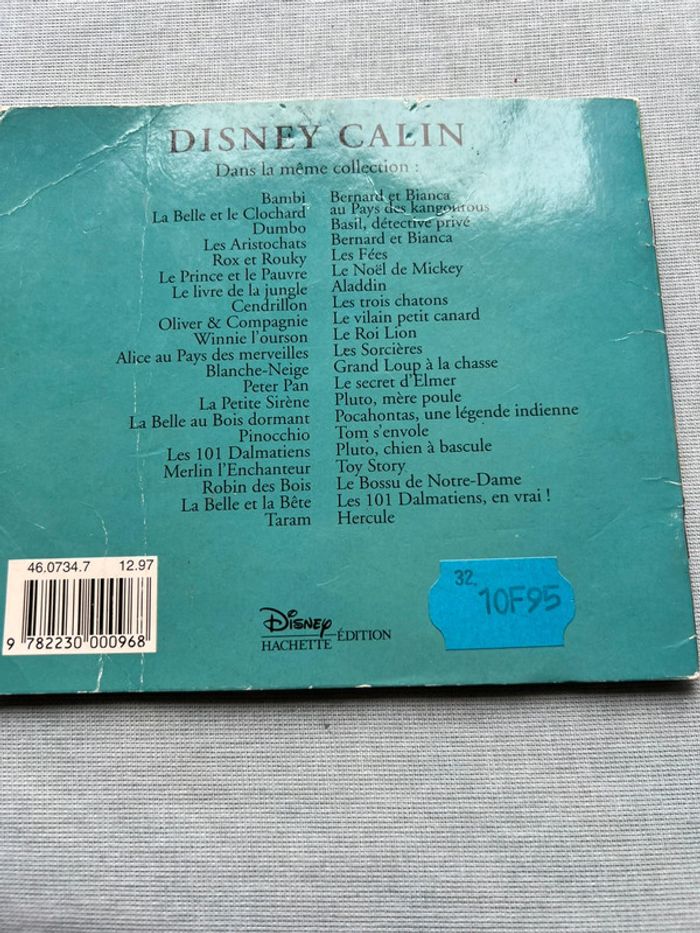 DISNEY CALIN
Dans la même collection :
Bambi
La Belle et le Clochard
Dumbo
Les Aristochats
Rox et Rouky
Le Prince et le Pauvre
Le livre de la jungle
Cendrillon
Oliver & Compagnie
Winnie l'ourson
Alice au Pays des merveilles
Blanche-Neige
Peter Pan
La Petite Sirène
La Belle au Bois dormant
Pinocchio
Les 101 Dalmatiens
Merlin l'Enchanteur
Robin des Bois
La Belle et la Bête
Taram
Bernard et Bianca
au Pays des kangourous
Basil, détective privé
Bernard et Bianca
Les Fées
Le Noël de Mickey
Aladdin
Les trois chatons
Le vilain petit canard
Le Roi Lion
Les Sorcières
Grand Loup à la chasse
Le secret d'Elmer
Pluto, mère poule
Pocahontas, une légende indienne
Tom s'envole
Pluto, chien à bascule
Toy Story
Le Bossu de Notre-Dame
Les 101 Dalmatiens, en vrai !
Hercule
46.0734.7 12.97
9 782230 000968
Disney
HACHETTE ÉDITION
32.
10F95